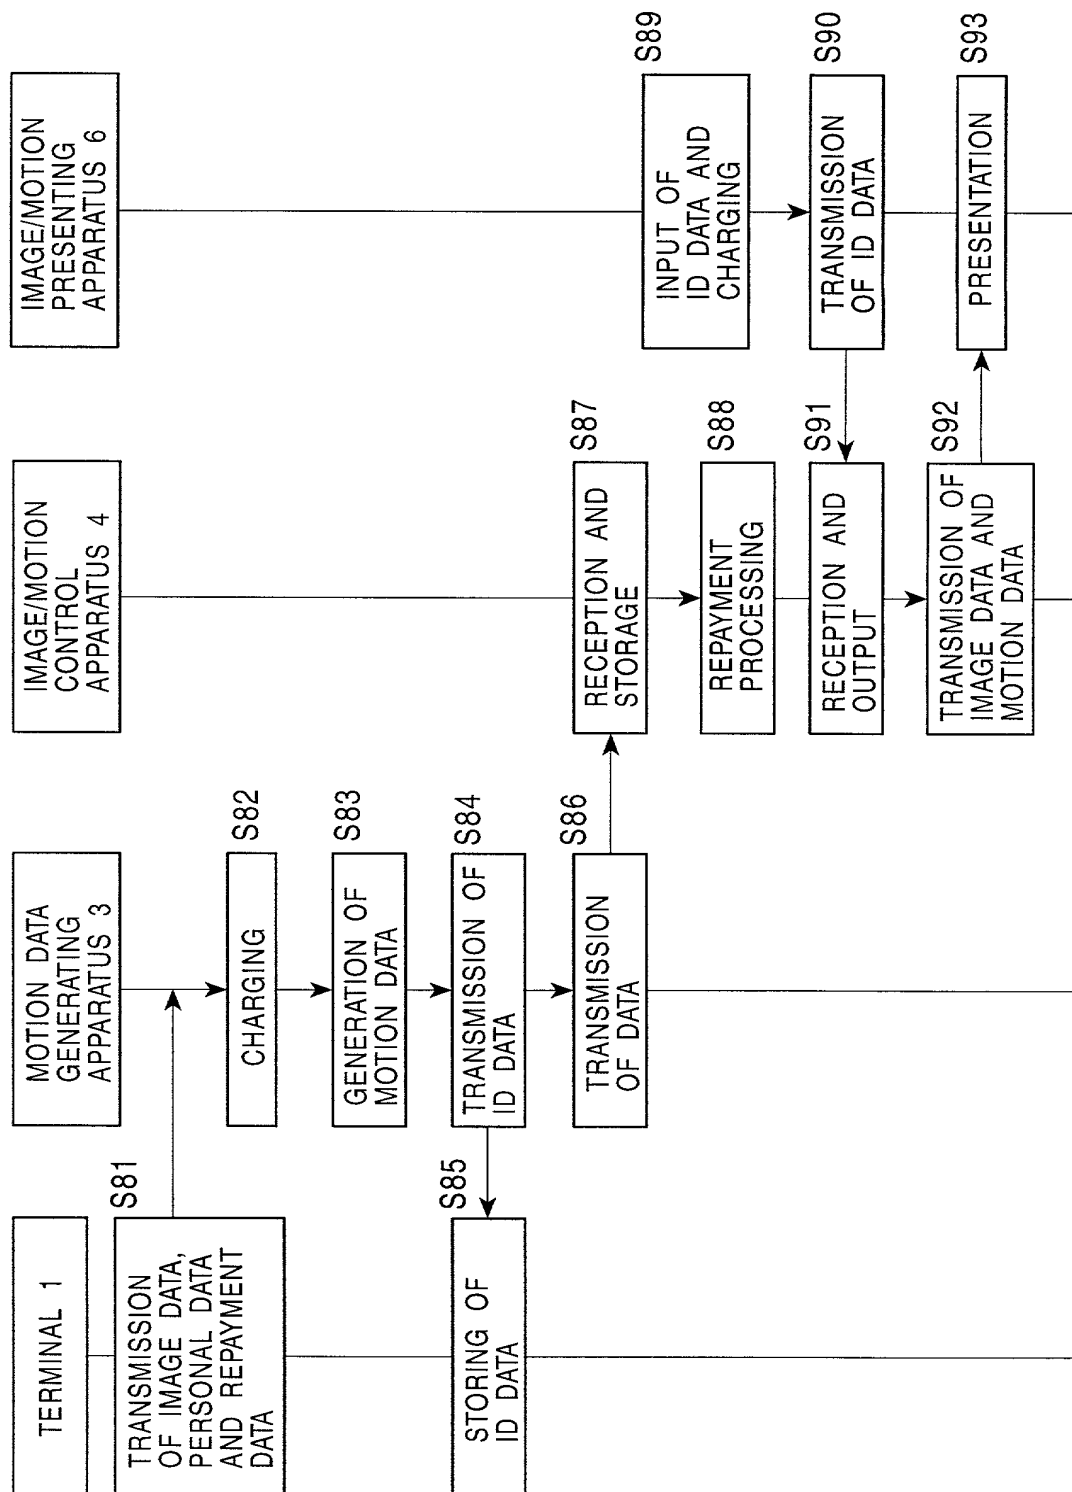 TERMINAL 1
MOTION DATA
GENERATING
APPARATUS 3
IMAGE/MOTION
CONTROL
APPARATUS 4
IMAGE/MOTION
PRESENTING
APPARATUS 6
S81
TRANSMISSION
OF IMAGE DATA,
PERSONAL DATA
AND REPAYMENT
DATA
S82
CHARGING
S83
GENERATION OF
MOTION DATA
S84
TRANSMISSION OF
ID DATA
S85
STORING OF
ID DATA
S86
TRANSMISSION
OF DATA
S87
RECEPTION AND
STORAGE
S88
REPAYMENT
PROCESSING
S89
INPUT OF
ID DATA AND
CHARGING
S90
TRANSMISSION
OF ID DATA
S91
RECEPTION AND
OUTPUT
S92
TRANSMISSION OF
IMAGE DATA AND
MOTION DATA
S93
PRESENTATION